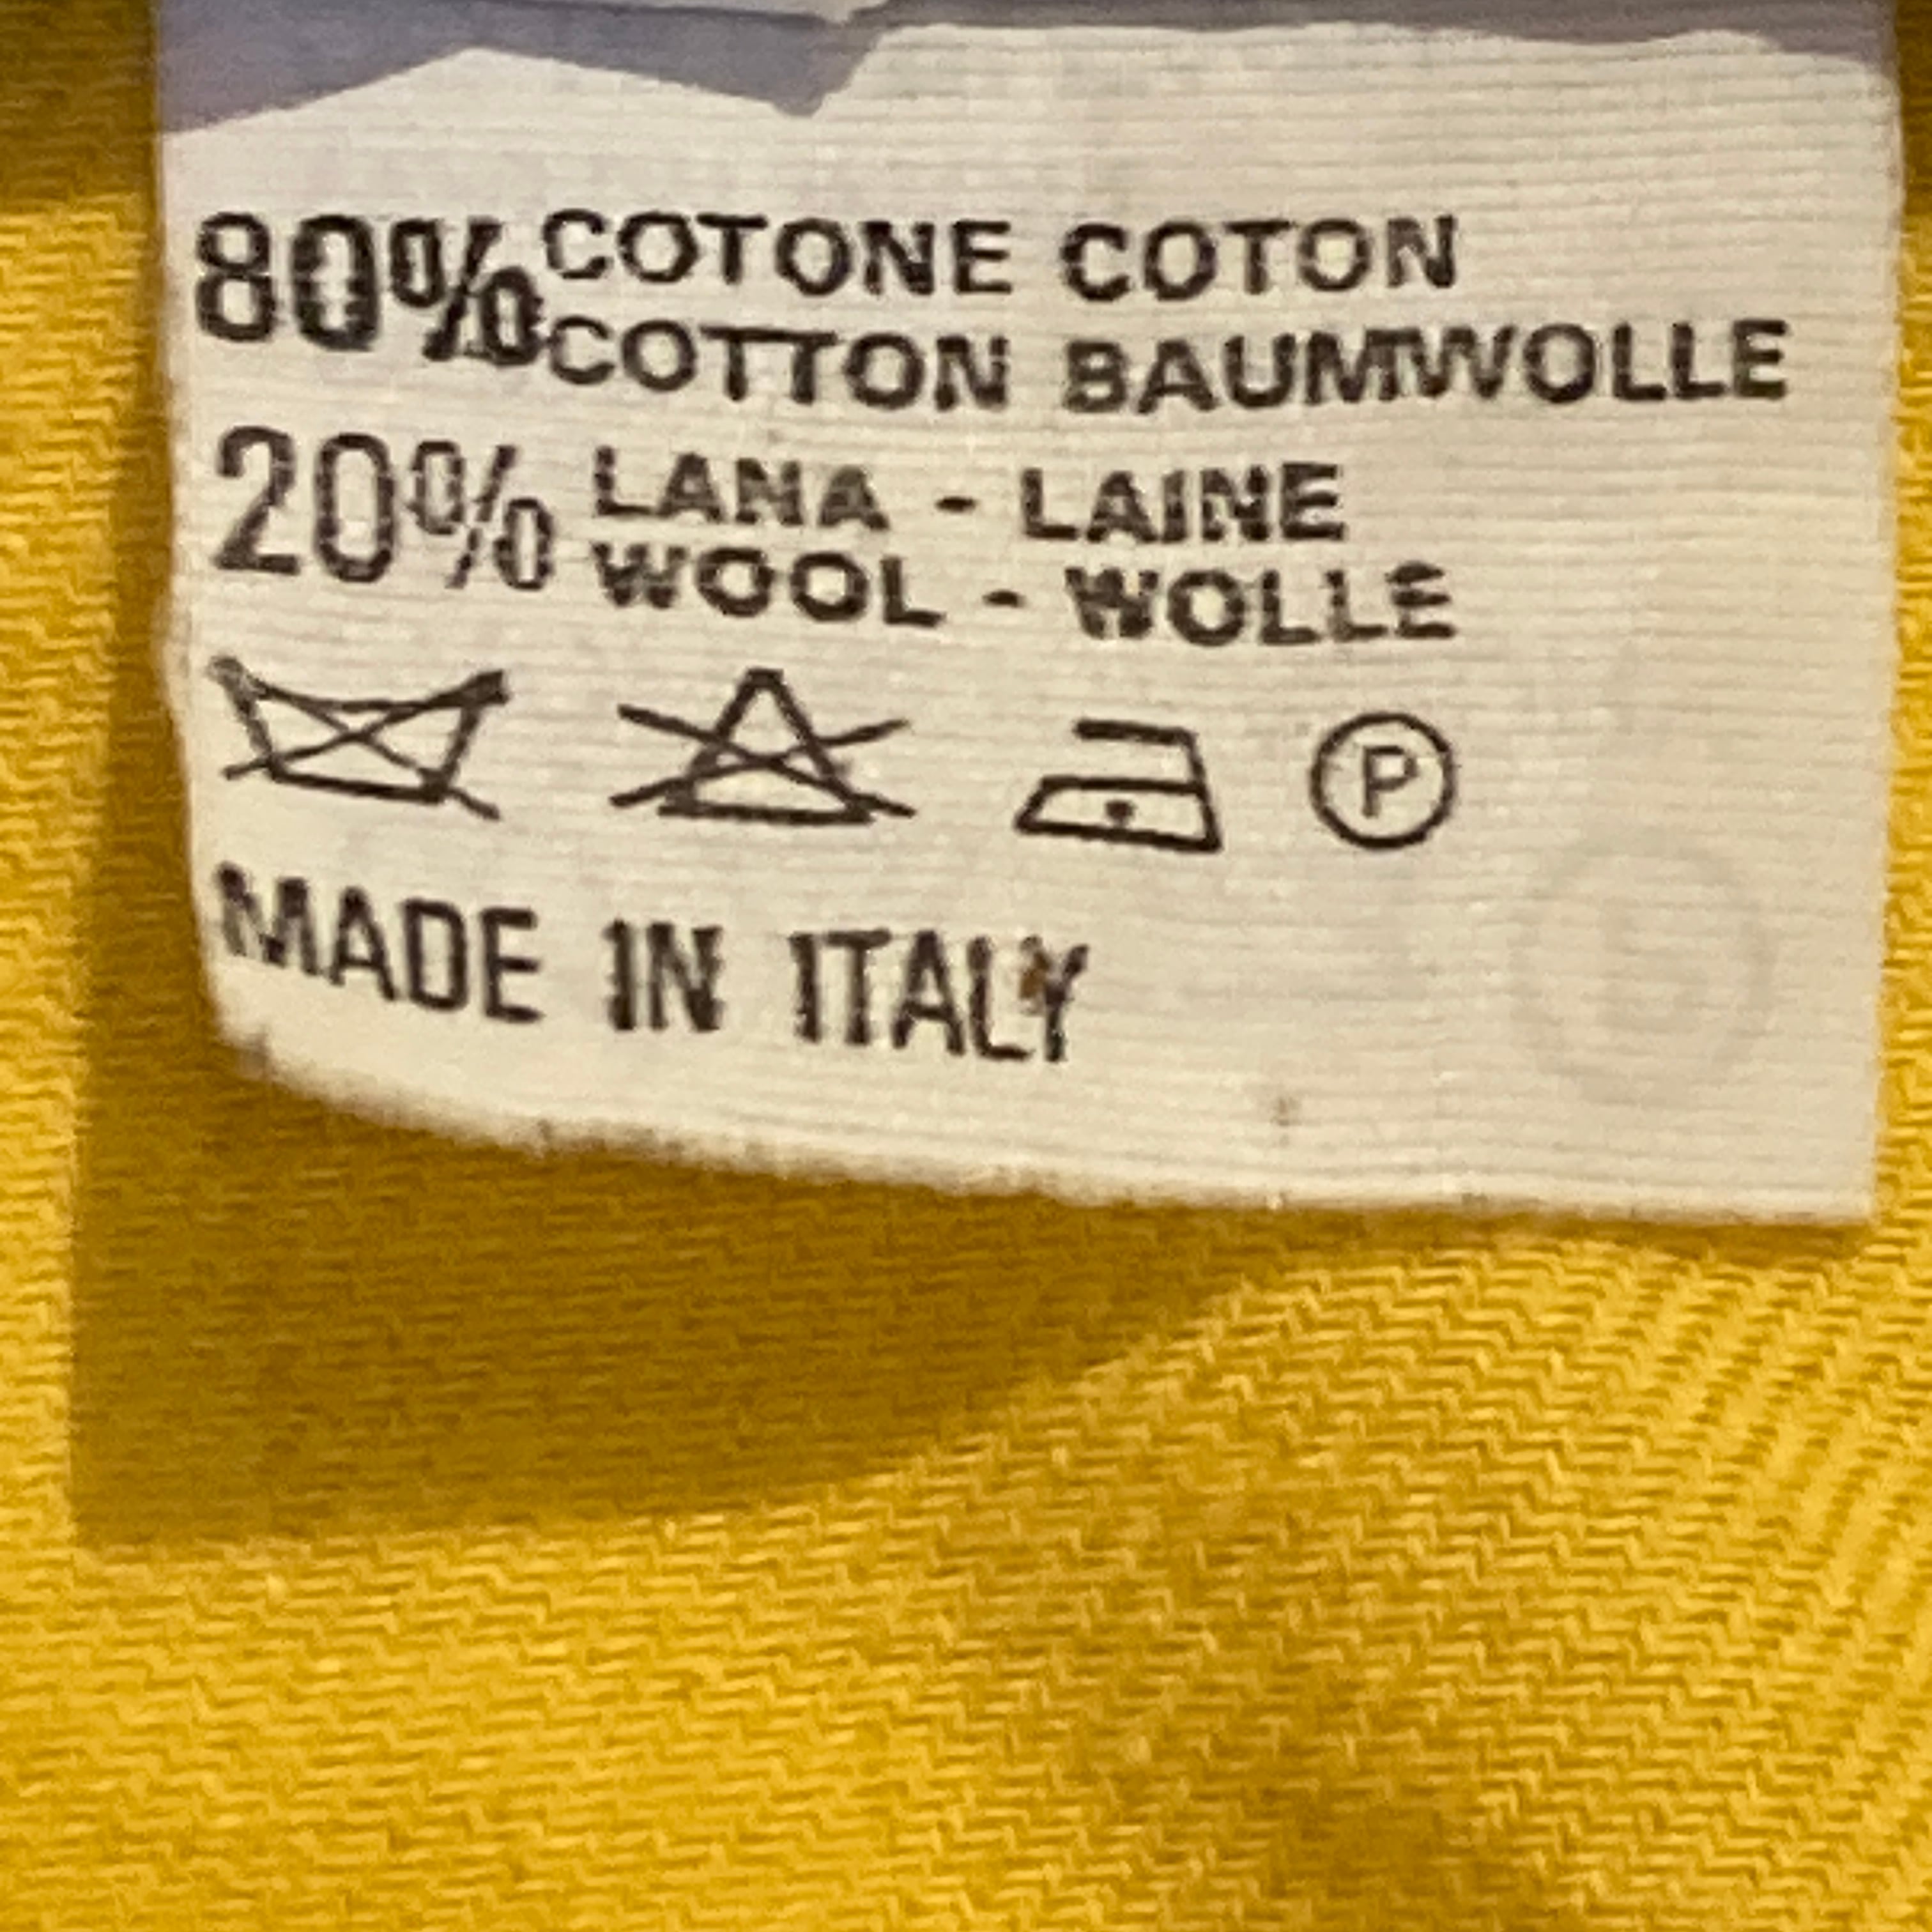 80% COTONE COTON
COTTON BAUMWOLLE
20% LANA - LAINE
WOOL - WOLLE
P
MADE IN ITALY